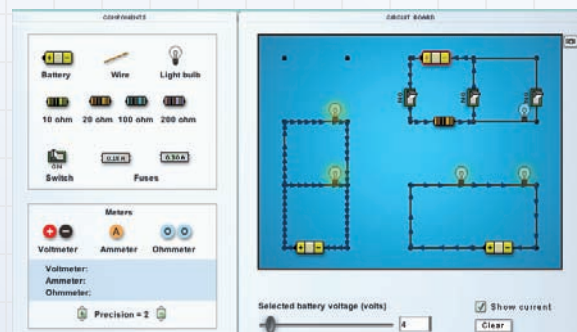 COMPONENTS
CIRCUIT BOARD
Battery
Wire
Light bulb
10 ohm
20 ohm
100 ohm
200 ohm
Switch
Fuses
Meters
A
Voltmeter
Ammeter
Ohmmeter
Voltmeter:
Ammeter:
Ohmmeter:
Precision = 2
Selected battery voltage (volts)
4
Show current
Clear